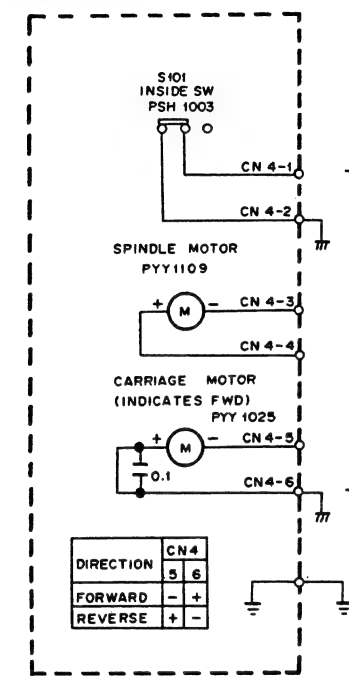 S101
INSIDE SW
PSH 1003
CN 4-1
CN 4-2
SPINDLE MOTOR
PYY1109
+ M − CN 4-3
CN 4-4
CARRIAGE MOTOR
(INDICATES FWD)
PYY 1025
+ M − CN 4-5
0.1
CN4-6
DIRECTION CN4
5 6
FORWARD − +
REVERSE + −